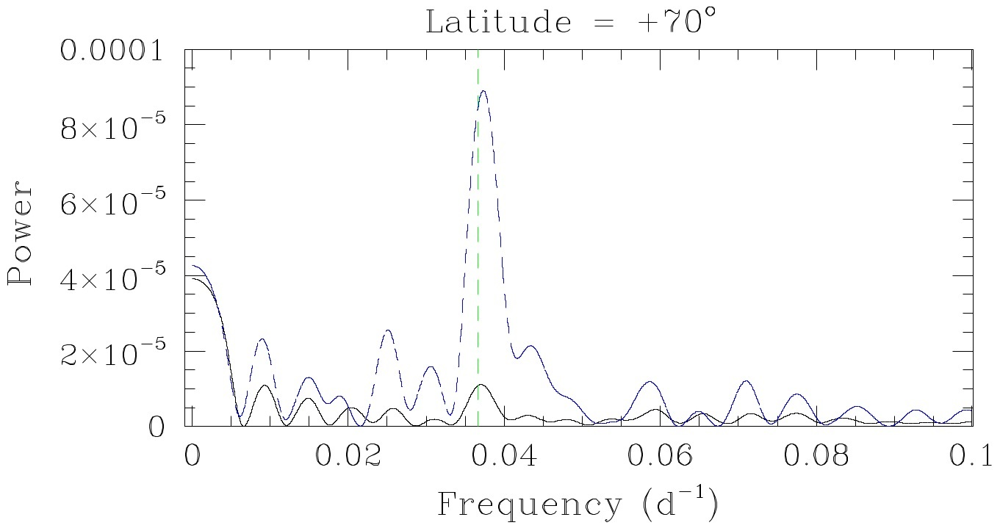 Latitude = +70°
0.0001
8×10⁻⁵
6×10⁻⁵
4×10⁻⁵
2×10⁻⁵
0
Power
0 0.02 0.04 0.06 0.08 0.1
Frequency (d⁻¹)